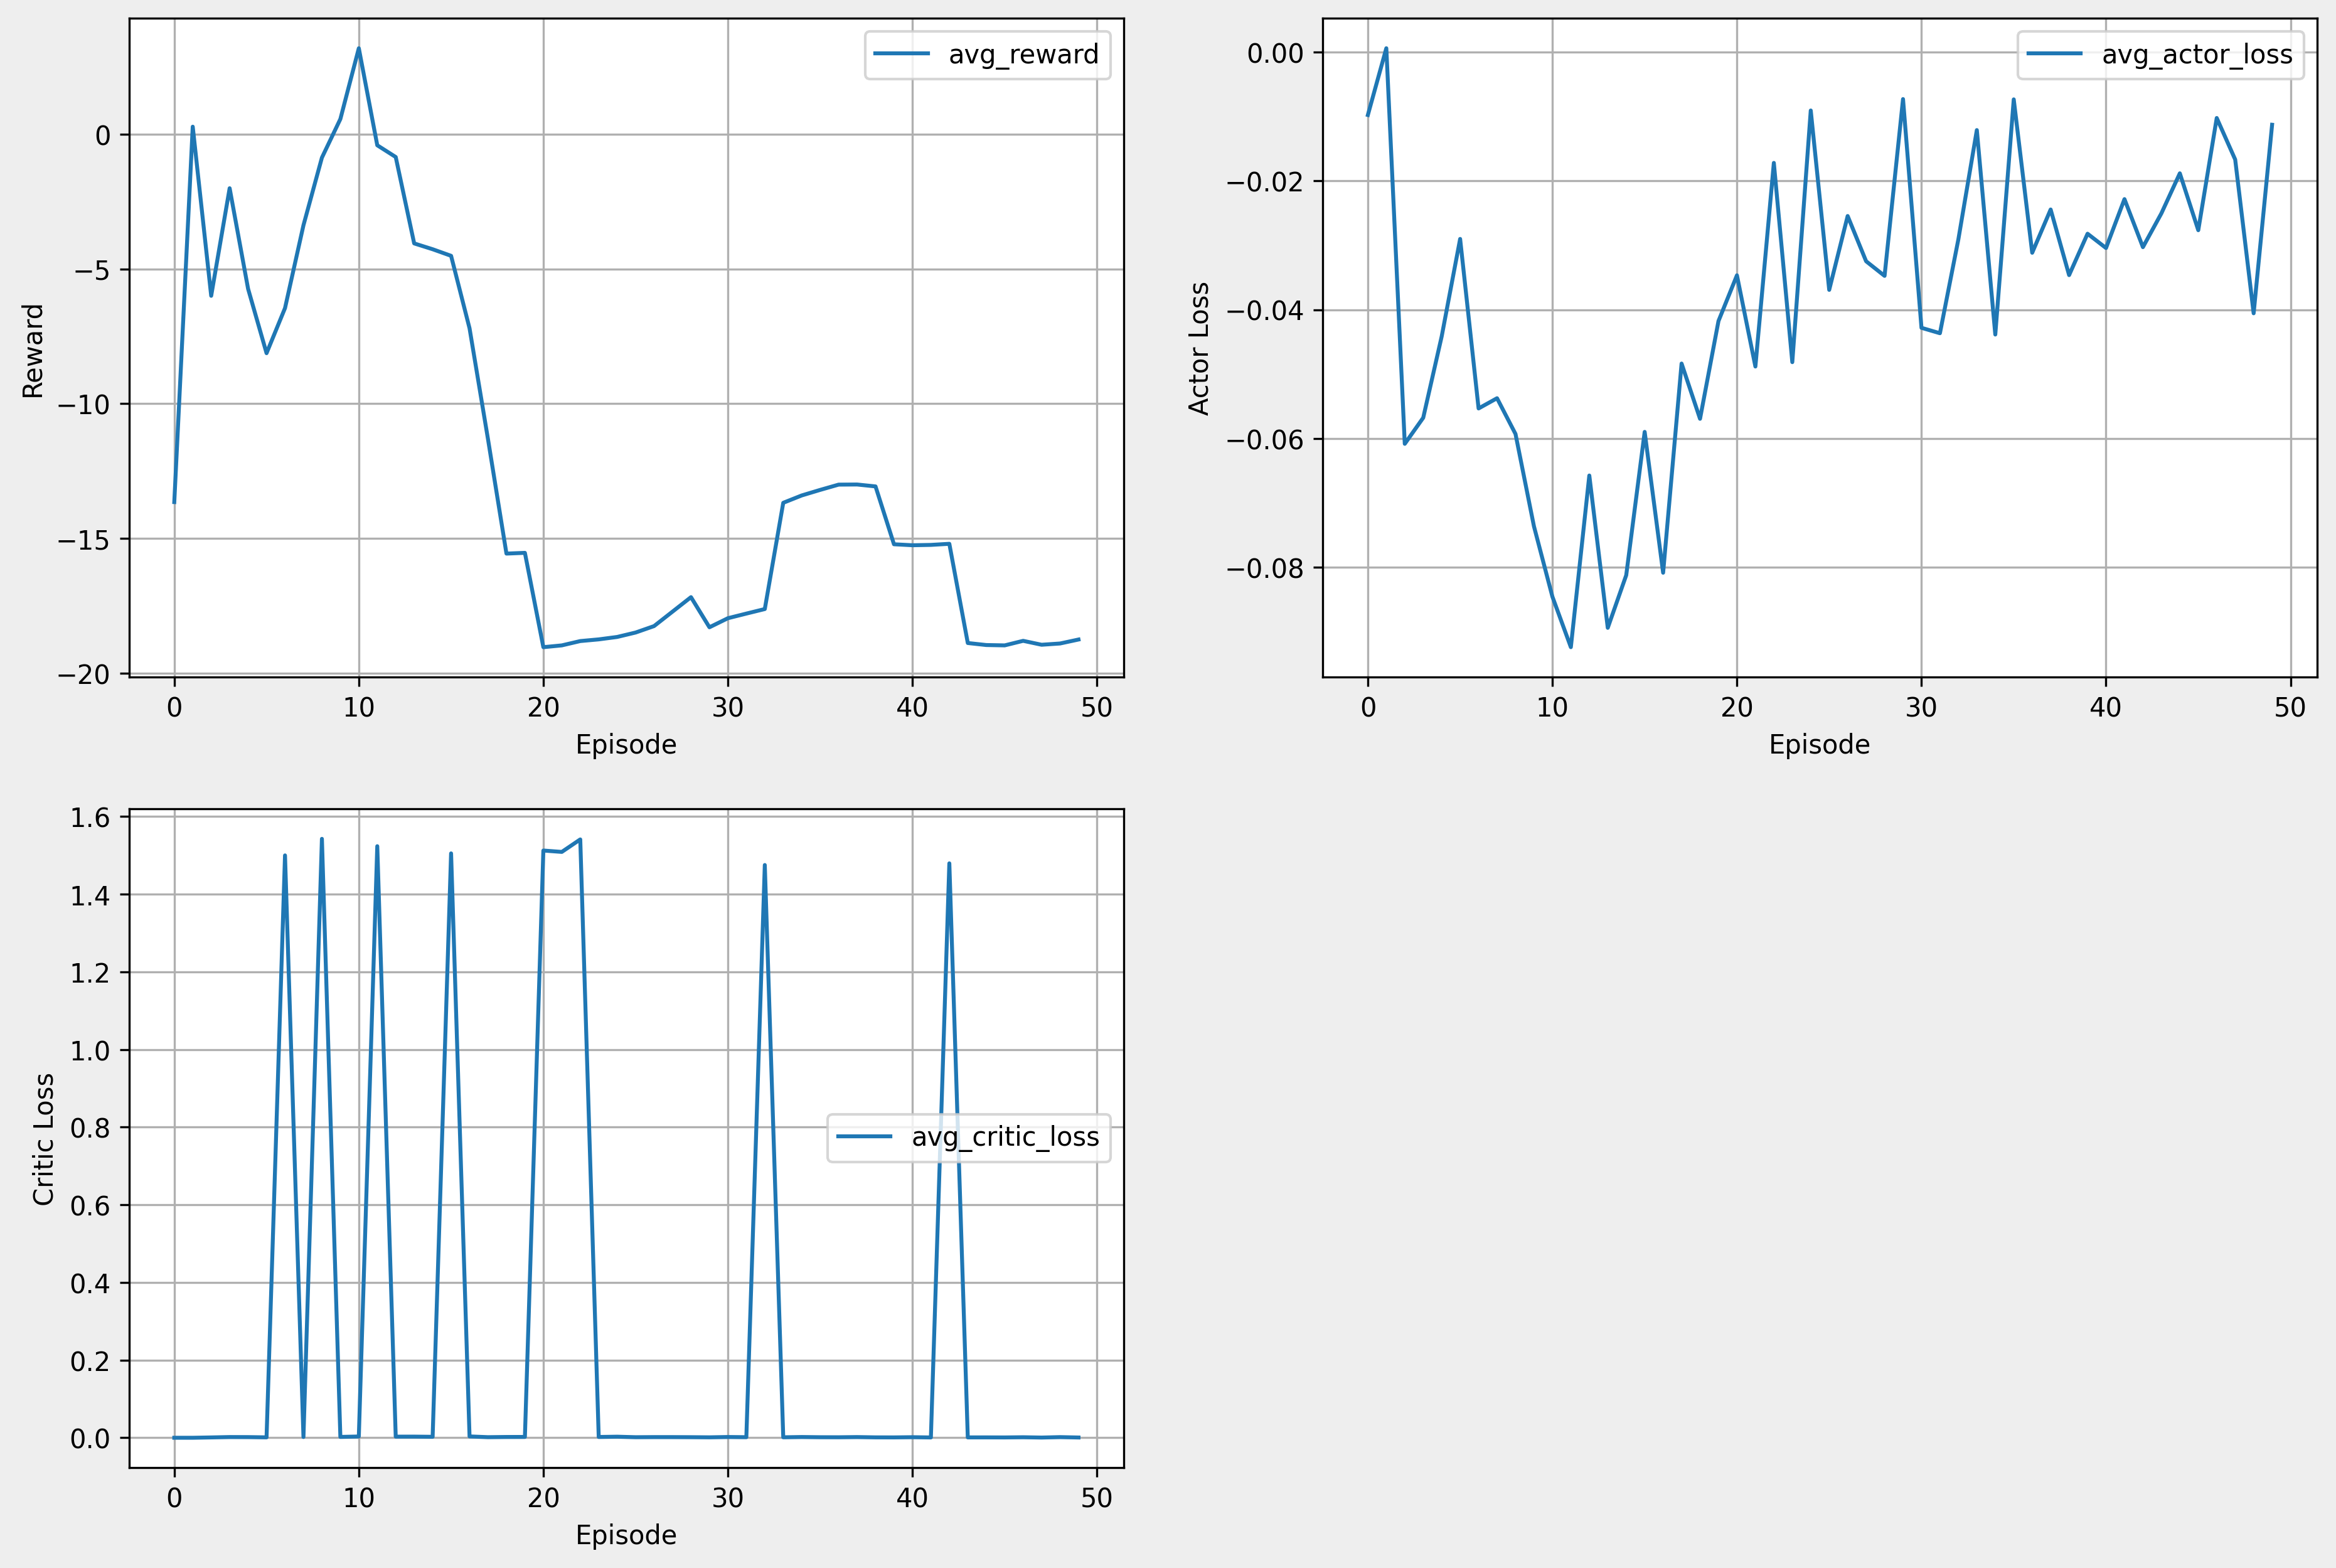 avg_reward
0
−5
−10
−15
−20
Reward
0 10 20 30 40 50
Episode
avg_actor_loss
0.00
−0.02
−0.04
−0.06
−0.08
Actor Loss
0 10 20 30 40 50
Episode
1.6
1.4
1.2
1.0
0.8
0.6
0.4
0.2
0.0
Critic Loss
avg_critic_loss
0 10 20 30 40 50
Episode